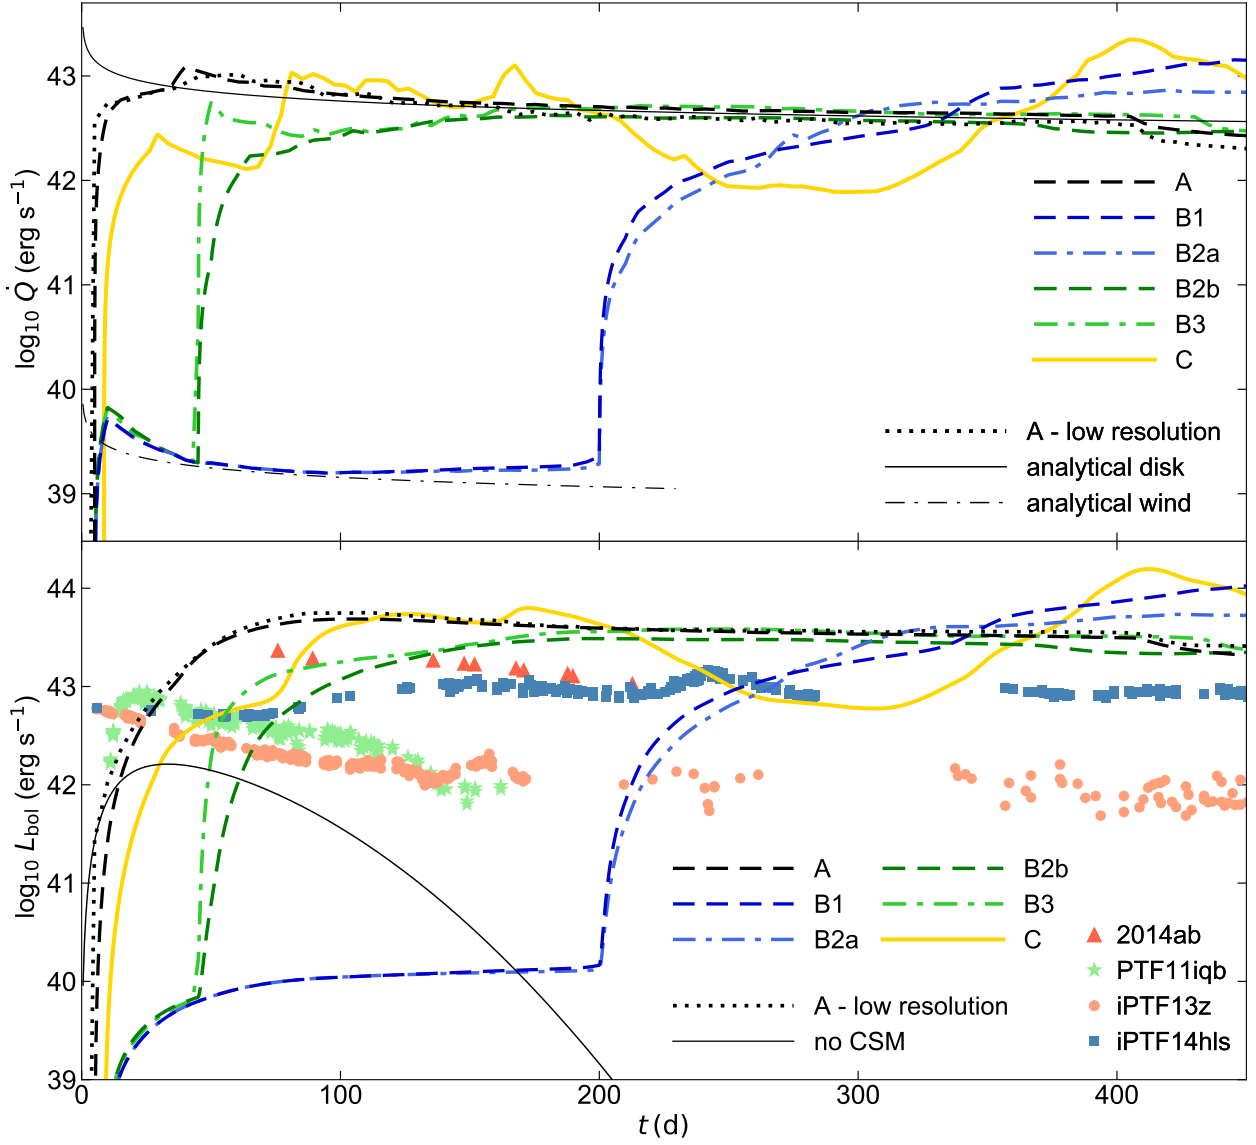 43
42
41
40
39
log₁₀ Q̇ (erg s⁻¹)
A
B1
B2a
B2b
B3
C
A - low resolution
analytical disk
analytical wind
44
43
42
41
40
39
log₁₀ L_bol (erg s⁻¹)
A B2b
B1 B3
B2a C
A - low resolution
no CSM
2014ab
PTF11iqb
iPTF13z
iPTF14hls
0 100 200 300 400
t (d)